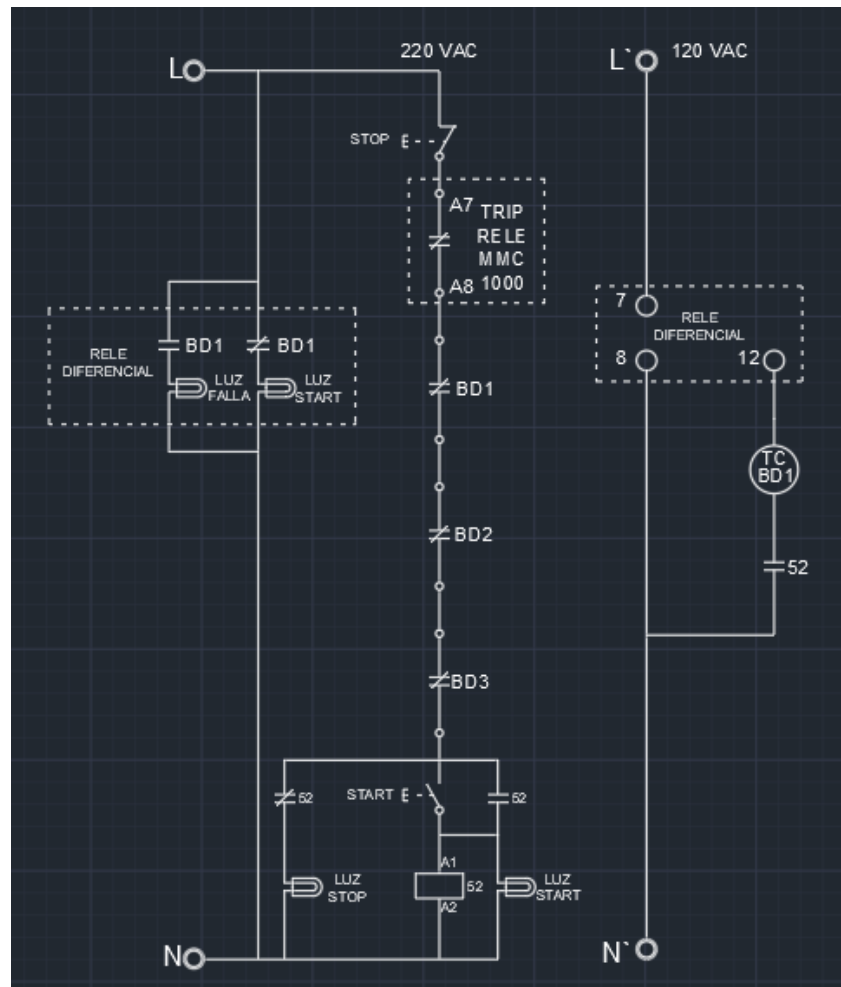 220 VAC
L
L` 120 VAC
STOP E
A7 TRIP
RELE
MMC
A8 1000
7
RELE
DIFERENCIAL
8
12
BD1
BD1
RELE
DIFERENCIAL
LUZ
FALLA
LUZ
START
BD1
TC
BD1
BD2
52
BD3
52
START E
52
A1
LUZ
STOP
52
LUZ
START
A2
N
N`